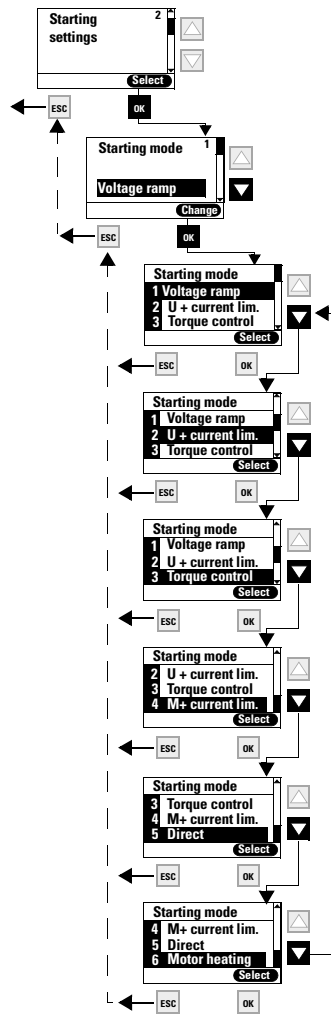 Starting 2
settings
Select
ESC OK
Starting mode 1
Voltage ramp
Change
ESC OK
Starting mode
1 Voltage ramp
2 U + current lim.
3 Torque control
Select
ESC OK
Starting mode
1 Voltage ramp
2 U + current lim.
3 Torque control
Select
ESC OK
Starting mode
1 Voltage ramp
2 U + current lim.
3 Torque control
Select
ESC OK
Starting mode
2 U + current lim.
3 Torque control
4 M+ current lim.
Select
ESC OK
Starting mode
3 Torque control
4 M+ current lim.
5 Direct
Select
ESC OK
Starting mode
4 M+ current lim.
5 Direct
6 Motor heating
Select
ESC OK